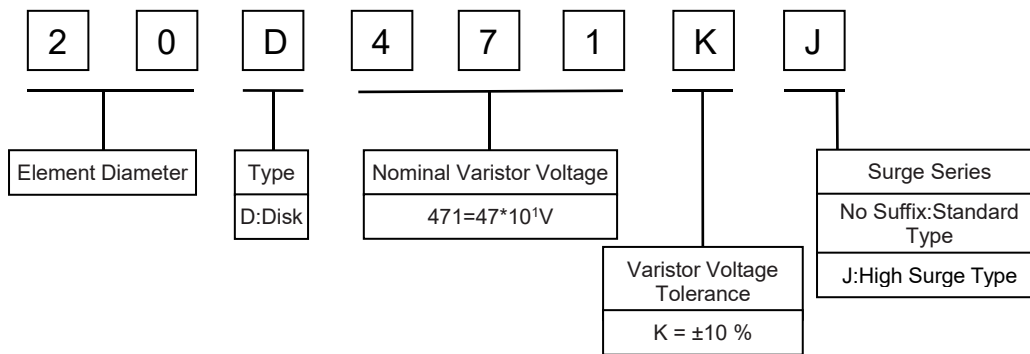 2 0 D 4 7 1 K J
Element Diameter
Type
D:Disk
Nominal Varistor Voltage
471=47*10¹V
Varistor Voltage
Tolerance
K = ±10 %
Surge Series
No Suffix:Standard
Type
J:High Surge Type